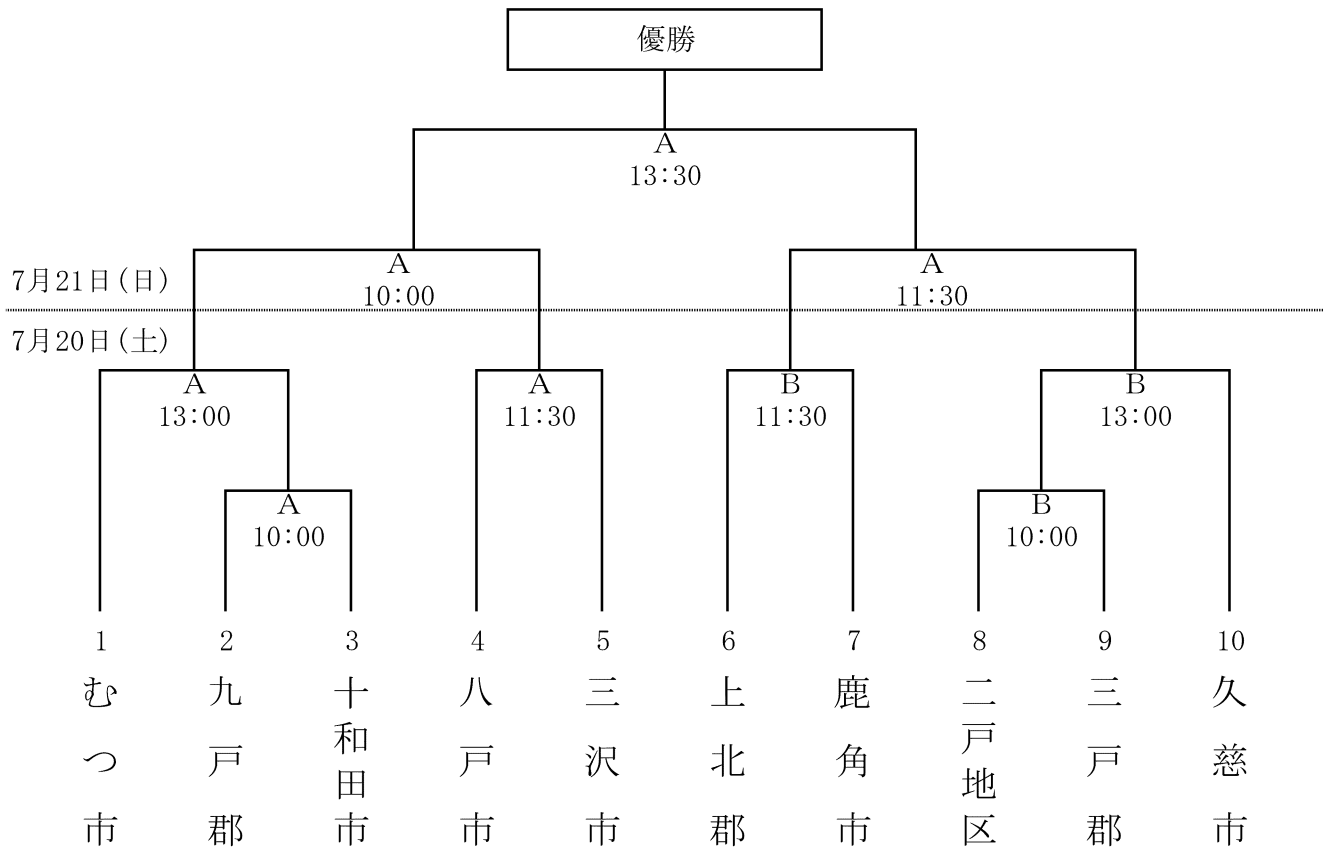 優勝
A
13:30
A
10:00
A
11:30
7月21日(日)
7月20日(土)
A
13:00
A
11:30
B
11:30
B
13:00
A
10:00
B
10:00
1
2
3
4
5
6
7
8
9
10
むつ市
九戸郡
十和田市
八戸市
三沢市
上北郡
鹿角市
二戸地区
三戸郡
久慈市